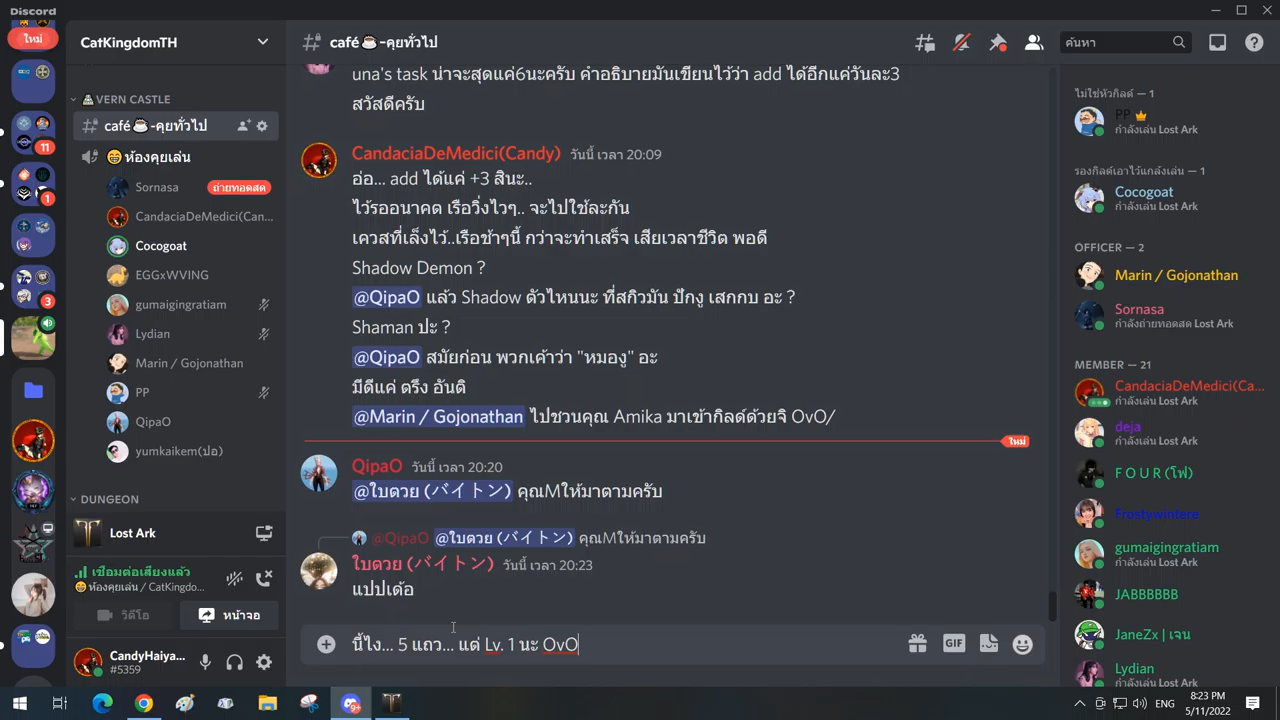 Discord
ใหม่
11
1
3
CatKingdomTH
VERN CASTLE
café☕-คุยทั่วไป
ห้องคุยเล่น
Sornasa
ถ่ายทอดสด
CandaciaDeMedici(Can...
Cocogoat
EGGxWVING
gumaigingratiam
Lydian
Marin / Gojonathan
PP
QipaO
yumkaikem(ปอ)
DUNGEON
Lost Ark
เชื่อมต่อเสียงแล้ว
ห้องคุยเล่น / CatKingdo...
วิดีโอ
หน้าจอ
CandyHaiya...
#5359
café☕-คุยทั่วไป
ค้นหา
una's task น่าจะสุดแค่6นะครับ คำอธิบายมันเขียนไว้ว่า add ได้อีกแค่วันละ3
สวัสดีครับ
CandaciaDeMedici(Candy) วันนี้ เวลา 20:09
อ่อ... add ได้แค่ +3 สินะ..
ไว้รออนาคต เรือวิ่งไวๆ.. จะไปใช้ละกัน
เควสที่เล็งไว้..เรือช้าๆนี้ กว่าจะทำเสร็จ เสียเวลาชีวิต พอดี
Shadow Demon ?
@QipaO แล้ว Shadow ตัวไหนนะ ที่สกิวมัน ปักงู เสกกบ อะ ?
Shaman ปะ ?
@QipaO สมัยก่อน พวกเค้าว่า "หมองู" อะ
มีดีแค่ ตรึง อันติ
@Marin / Gojonathan ไปชวนคุณ Amika มาเข้ากิลด์ด้วยจิ OvO/
ใหม่
QipaO วันนี้ เวลา 20:20
@ใบตวย (バイトン) คุณMให้มาตามครับ
@QipaO @ใบตวย (バイトン) คุณMให้มาตามครับ
ใบตวย (バイトン) วันนี้ เวลา 20:23
แปปเด้อ
นี้ไง... 5 แถว... แต่ Lv. 1 นะ OvO
GIF
ไม่ใช่หัวกิลด์ — 1
PP
กำลังเล่น Lost Ark
รองกิลด์เอาไว้แกล้งเล่น — 1
Cocogoat
กำลังเล่น Lost Ark
OFFICER — 2
Marin / Gojonathan
Sornasa
กำลังถ่ายทอดสด Lost Ark
MEMBER — 21
CandaciaDeMedici(Ca...
กำลังเล่น Lost Ark
deja
กำลังเล่น Lost Ark
F O U R (โฟ)
Frostywintere
gumaigingratiam
กำลังเล่น Lost Ark
JABBBBBB
JaneZx | เจน
Lydian
กำลังเล่น Lost Ark
9+
ENG
8:23 PM
5/11/2022